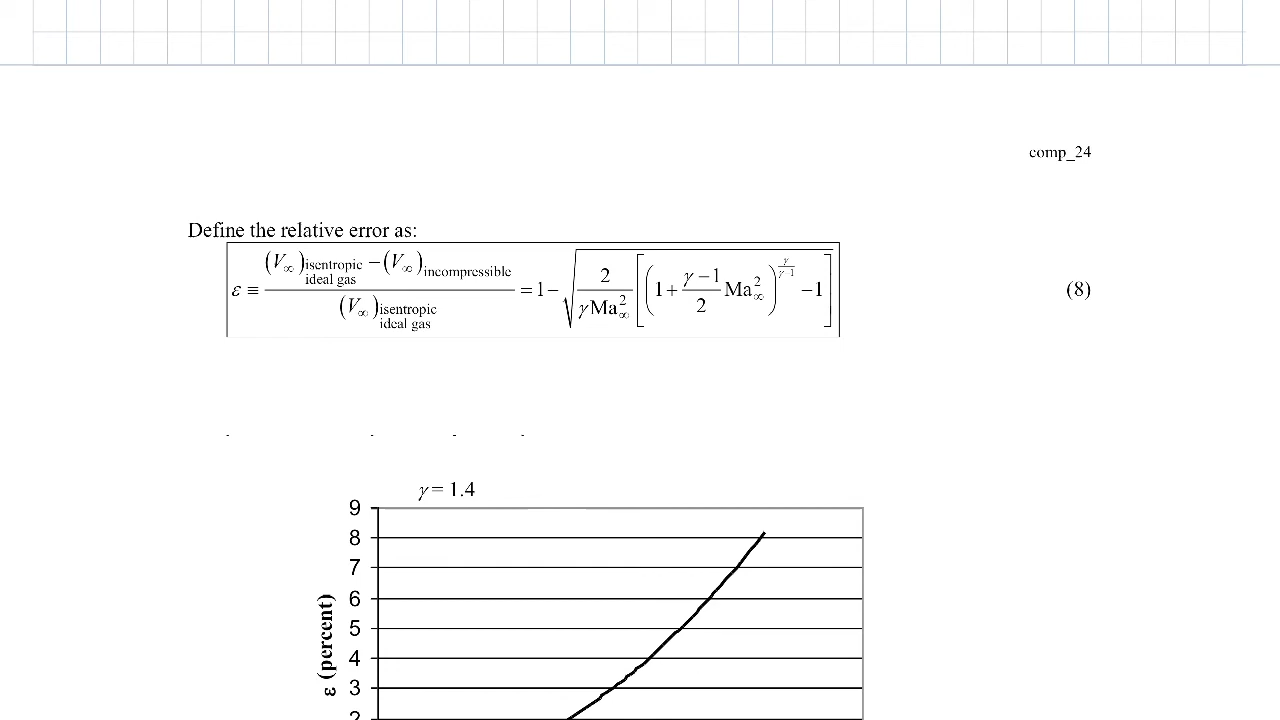 comp_24
Define the relative error as:
ε ≡ ((V∞)isentropic ideal gas − (V∞)incompressible) / (V∞)isentropic ideal gas = 1 − √(2/(γMa∞²) [(1 + (γ−1)/2 Ma∞²)^(γ/(γ−1)) − 1]) (8)
γ = 1.4
9
8
7
6
5
4
3
2
ε (percent)